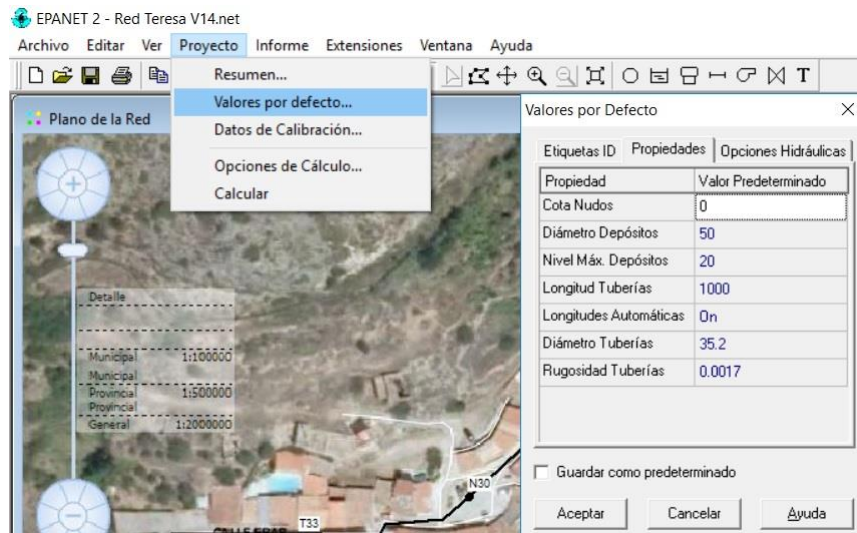 EPANET 2 - Red Teresa V14.net
Archivo Editar Ver Proyecto Informe Extensiones Ventana Ayuda
T
Resumen...
Valores por defecto...
Datos de Calibración...
Opciones de Cálculo...
Calcular
Plano de la Red
Detalle
Municipal 1:100000
Municipal
Provincial 1:500000
Provincial
General 1:2000000
N30
T33
Valores por Defecto
Etiquetas ID Propiedades Opciones Hidráulicas
Propiedad Valor Predeterminado
Cota Nudos 0
Diámetro Depósitos 50
Nivel Máx. Depósitos 20
Longitud Tuberías 1000
Longitudes Automáticas On
Diámetro Tuberías 35.2
Rugosidad Tuberías 0.0017
Guardar como predeterminado
Aceptar Cancelar Ayuda